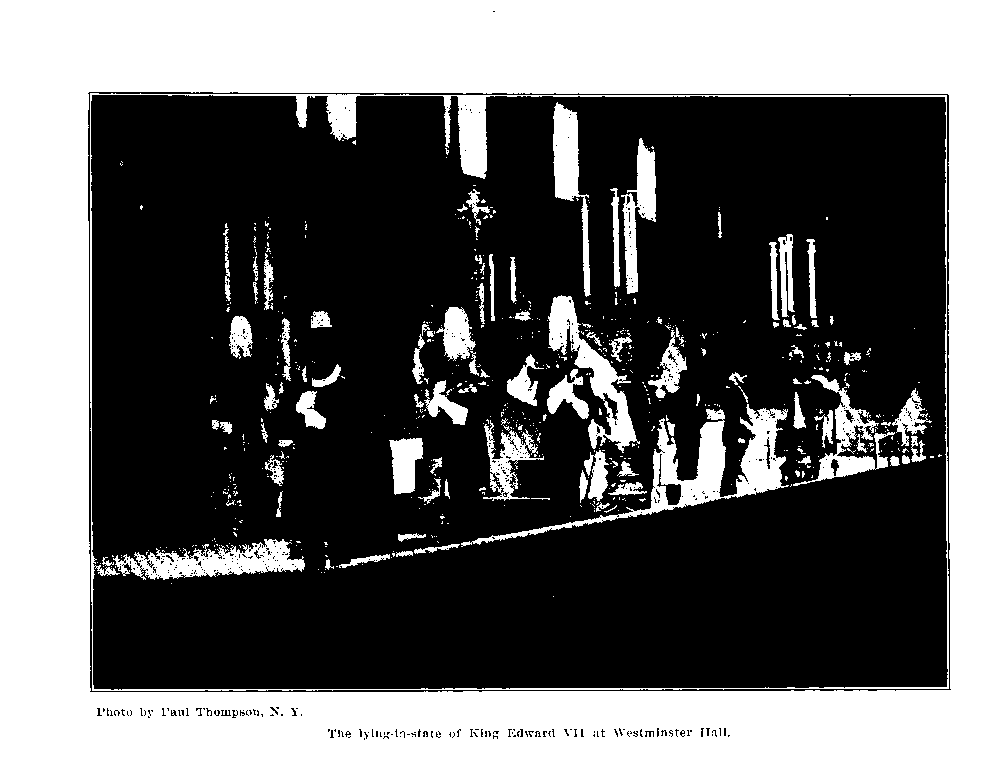 Photo by Paul Thompson, N. Y.
The lying-in-state of King Edward VII at Westminster Hall.